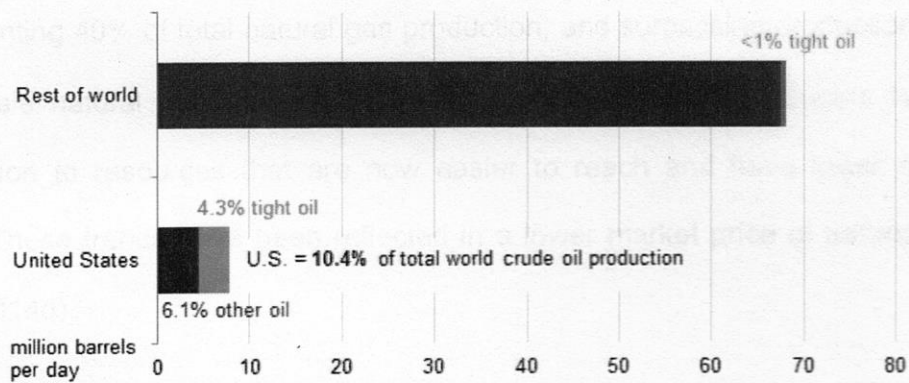 <1% tight oil
Rest of world
4.3% tight oil
United States
U.S. = 10.4% of total world crude oil production
6.1% other oil
million barrels
per day
0 10 20 30 40 50 60 70 80